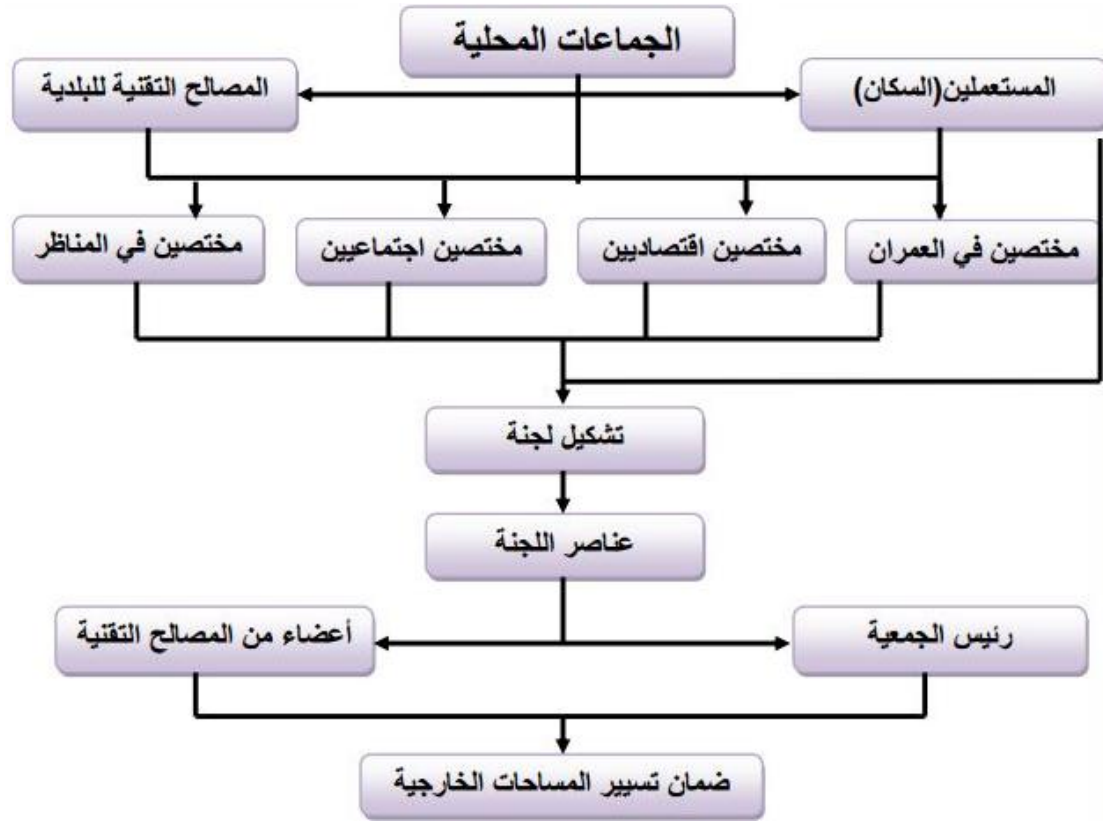 الجماعات المحلية
المستعملين(السكان)
المصالح التقنية للبلدية
مختصين في العمران
مختصين اقتصاديين
مختصين اجتماعيين
مختصين في المناظر
تشكيل لجنة
عناصر اللجنة
رئيس الجمعية
أعضاء من المصالح التقنية
ضمان تسيير المساحات الخارجية